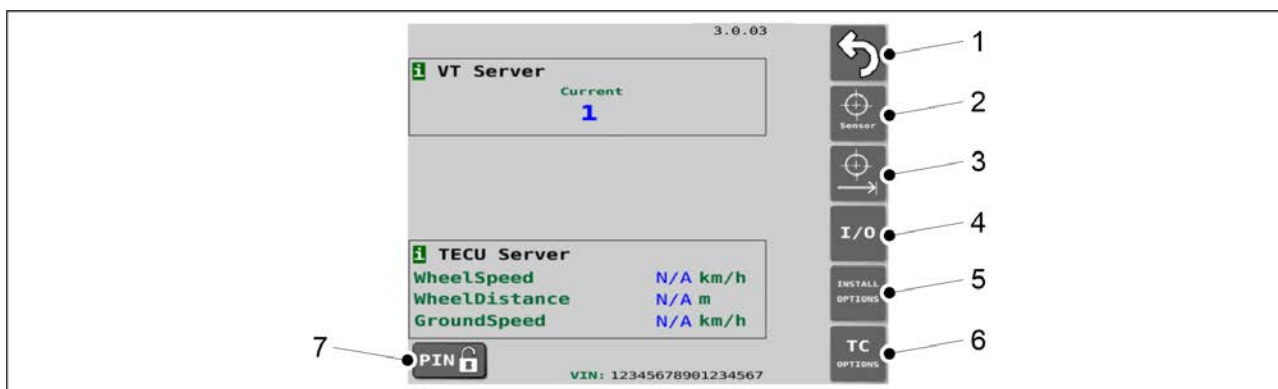 3.0.03
1
i VT Server
Current
1
Sensor
2
3
I/O
4
i TECU Server
WheelSpeed N/A km/h
WheelDistance N/A m
GroundSpeed N/A km/h
INSTALL
OPTIONS
5
TC
OPTIONS
6
7
PIN
VIN: 12345678901234567